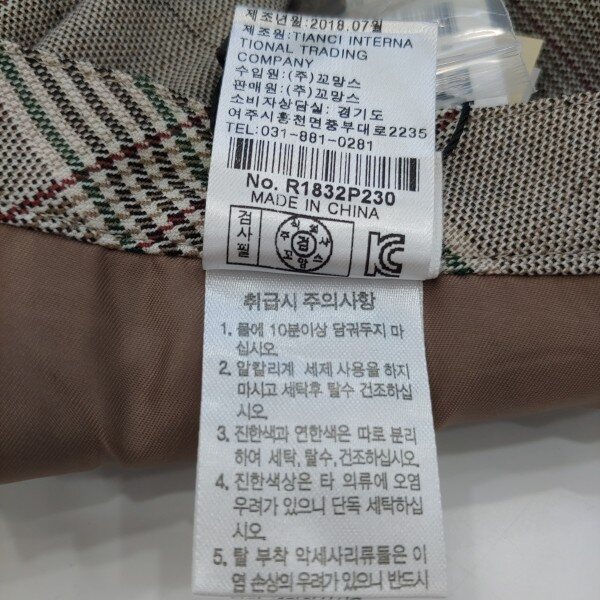 제조년월: 2018.07월
제조원: TIANCI INTERNA
TIONAL TRADING
COMPANY
수입원: (주)꼬망스
판매원: (주)꼬망스
소비자상담실: 경기도
여주시흥천면중부대로2235
TEL:031-881-0281
No. R1832P230
MADE IN CHINA
검사필
검
꼬망스
취급시 주의사항
1. 물에 10분이상 담궈두지 마
십시오.
2. 알칼리계 세제 사용을 하지
마시고 세탁후 탈수 건조하십
시오.
3. 진한색과 연한색은 따로 분리
하여 세탁, 탈수, 건조하십시오.
4. 진한색상은 타 의류에 오염
우려가 있으니 단독 세탁하십
시오.
5. 탈 부착 악세사리류들은 이
염 손상의 우려가 있으니 반드시